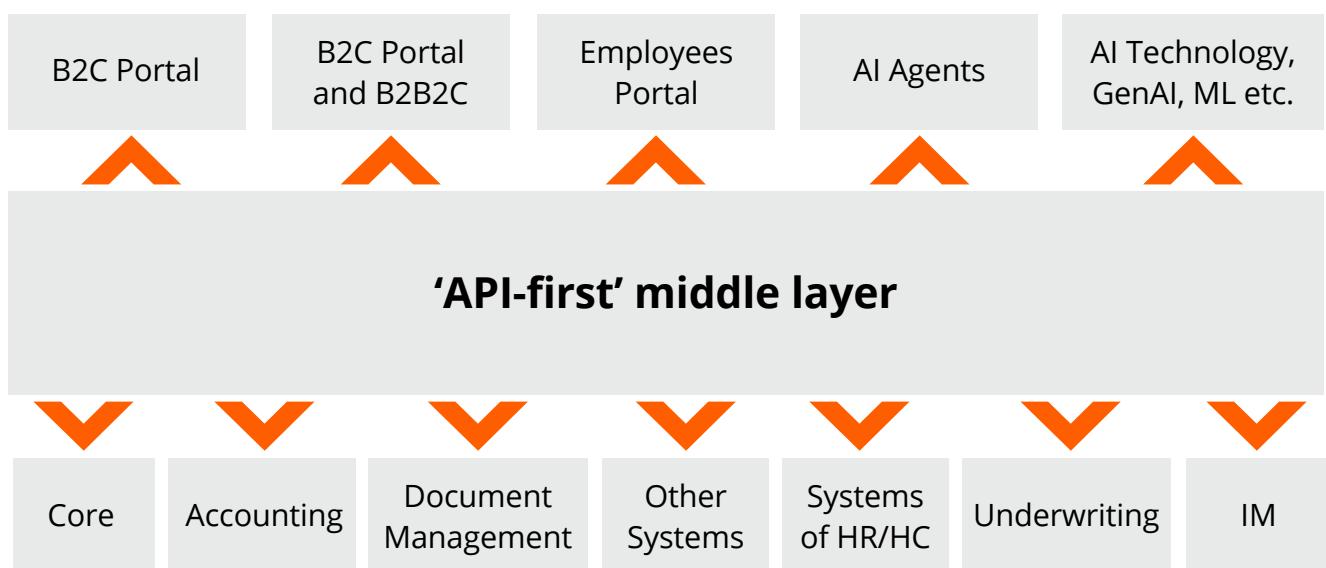 B2C Portal
B2C Portal
and B2B2C
Employees
Portal
AI Agents
AI Technology,
GenAI, ML etc.
‘API-first’ middle layer
Core
Accounting
Document
Management
Other
Systems
Systems
of HR/HC
Underwriting
IM